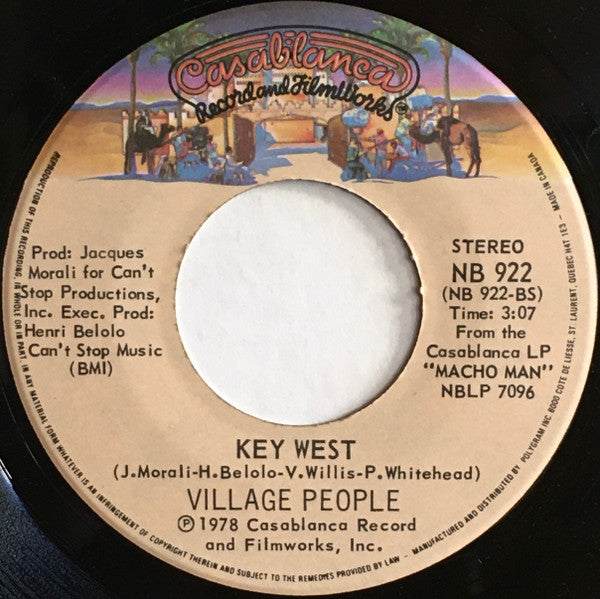 Casablanca
Record and FilmWorks®
Prod: Jacques
Morali for Can't
Stop Productions,
Inc. Exec. Prod:
Henri Belolo
Can't Stop Music
(BMI)
STEREO
NB 922
(NB 922-BS)
Time: 3:07
From the
Casablanca LP
"MACHO MAN"
NBLP 7096
KEY WEST
(J.Morali-H.Belolo-V.Willis-P.Whitehead)
VILLAGE PEOPLE
Ⓟ 1978 Casablanca Record
and Filmworks, Inc.
REPRODUCTION OF THIS RECORDING, IN WHOLE OR IN PART, IN ANY MATERIAL FORM WHATEVER IS AN INFRINGEMENT OF COPYRIGHT THEREIN AND SUBJECT TO THE REMEDIES PROVIDED BY LAW - MANUFACTURED AND DISTRIBUTED BY POLYGRAM INC. 6000 COTE DE LIESSE, ST. LAURENT, QUEBEC H4T 1E3 - MADE IN CANADA